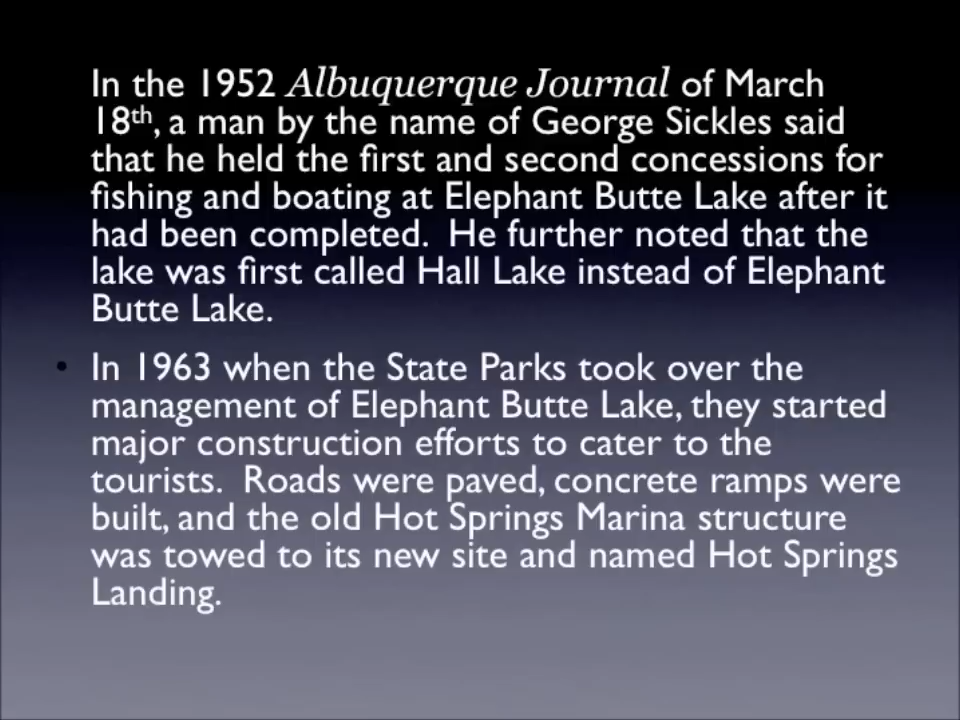 In the 1952 Albuquerque Journal of March
18th, a man by the name of George Sickles said
that he held the first and second concessions for
fishing and boating at Elephant Butte Lake after it
had been completed.  He further noted that the
lake was first called Hall Lake instead of Elephant
Butte Lake.
• In 1963 when the State Parks took over the
management of Elephant Butte Lake, they started
major construction efforts to cater to the
tourists.  Roads were paved, concrete ramps were
built, and the old Hot Springs Marina structure
was towed to its new site and named Hot Springs
Landing.